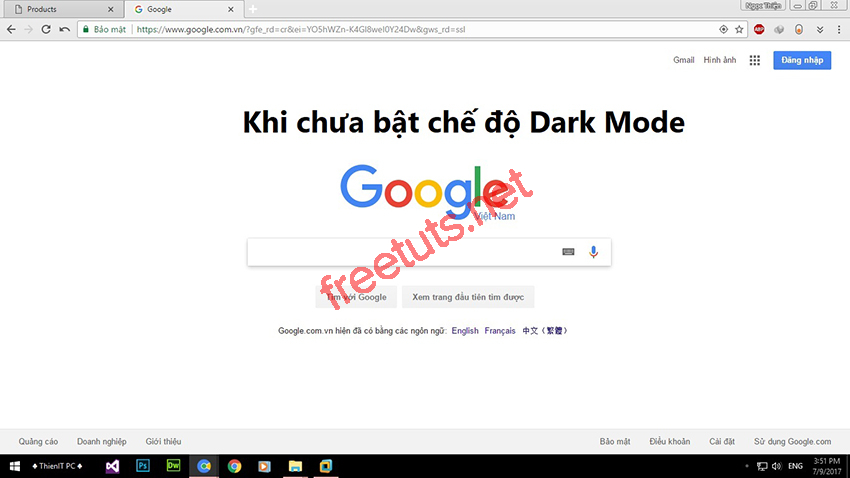 Products
Google
Ngọc Thiện
Bảo mật
https://www.google.com.vn/?gfe_rd=cr&ei=YO5hWZn-K4Gl8weI0Y24Dw&gws_rd=ssl
ABP
Gmail Hình ảnh Đăng nhập
Khi chưa bật chế độ Dark Mode
Google
Việt Nam
freetuts.net
Tìm với Google Xem trang đầu tiên tìm được
Google.com.vn hiện đã có bằng các ngôn ngữ: English Français 中文（繁體）
Quảng cáo Doanh nghiệp Giới thiệu Bảo mật Điều khoản Cài đặt Sử dụng Google.com
♦ThienIT PC♦ Ps Dw ENG 3:51 PM
7/9/2017